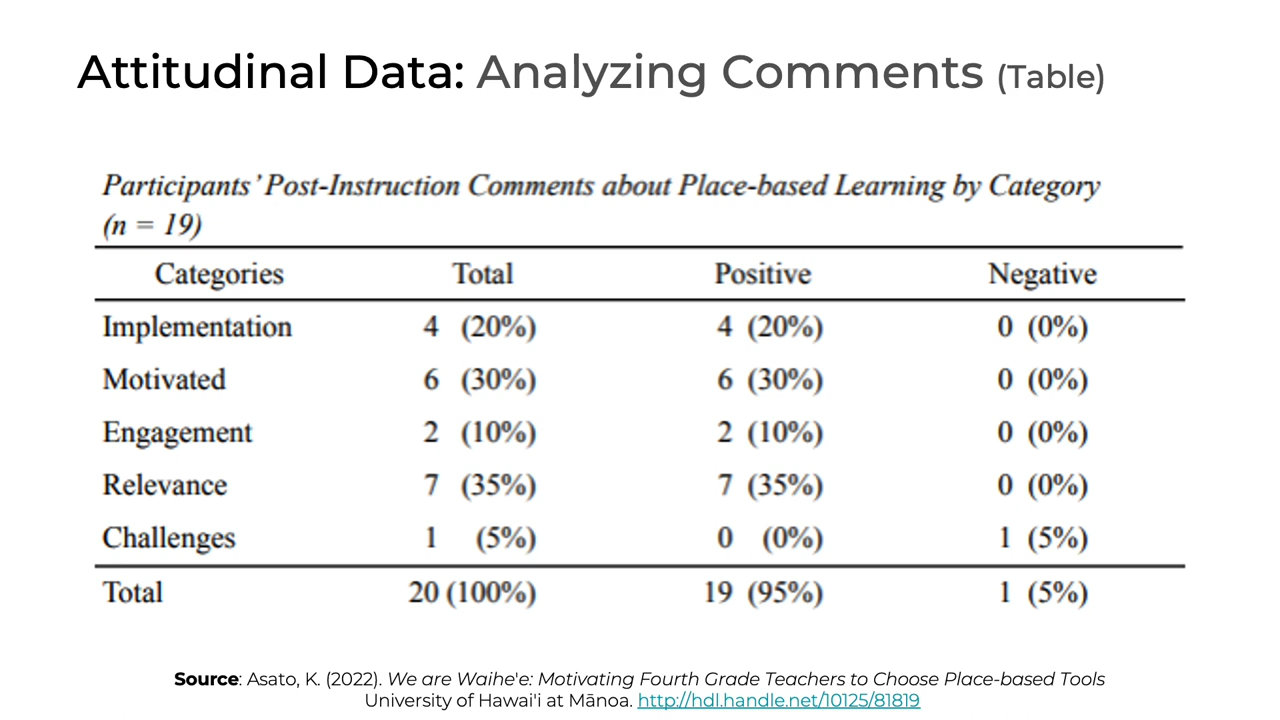 Attitudinal Data: Analyzing Comments (Table)
Participants' Post-Instruction Comments about Place-based Learning by Category
(n = 19)
Categories Total Positive Negative
Implementation 4 (20%) 4 (20%) 0 (0%)
Motivated 6 (30%) 6 (30%) 0 (0%)
Engagement 2 (10%) 2 (10%) 0 (0%)
Relevance 7 (35%) 7 (35%) 0 (0%)
Challenges 1 (5%) 0 (0%) 1 (5%)
Total 20 (100%) 19 (95%) 1 (5%)
Source: Asato, K. (2022). We are Waihe'e: Motivating Fourth Grade Teachers to Choose Place-based Tools
University of Hawai'i at Mānoa. http://hdl.handle.net/10125/81819